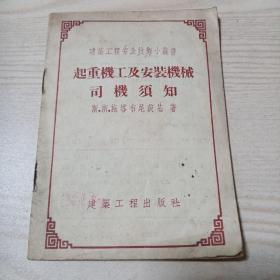 建築工程安全技術小叢書
起重機工及安裝機械
司機須知
著
建築工程出版社